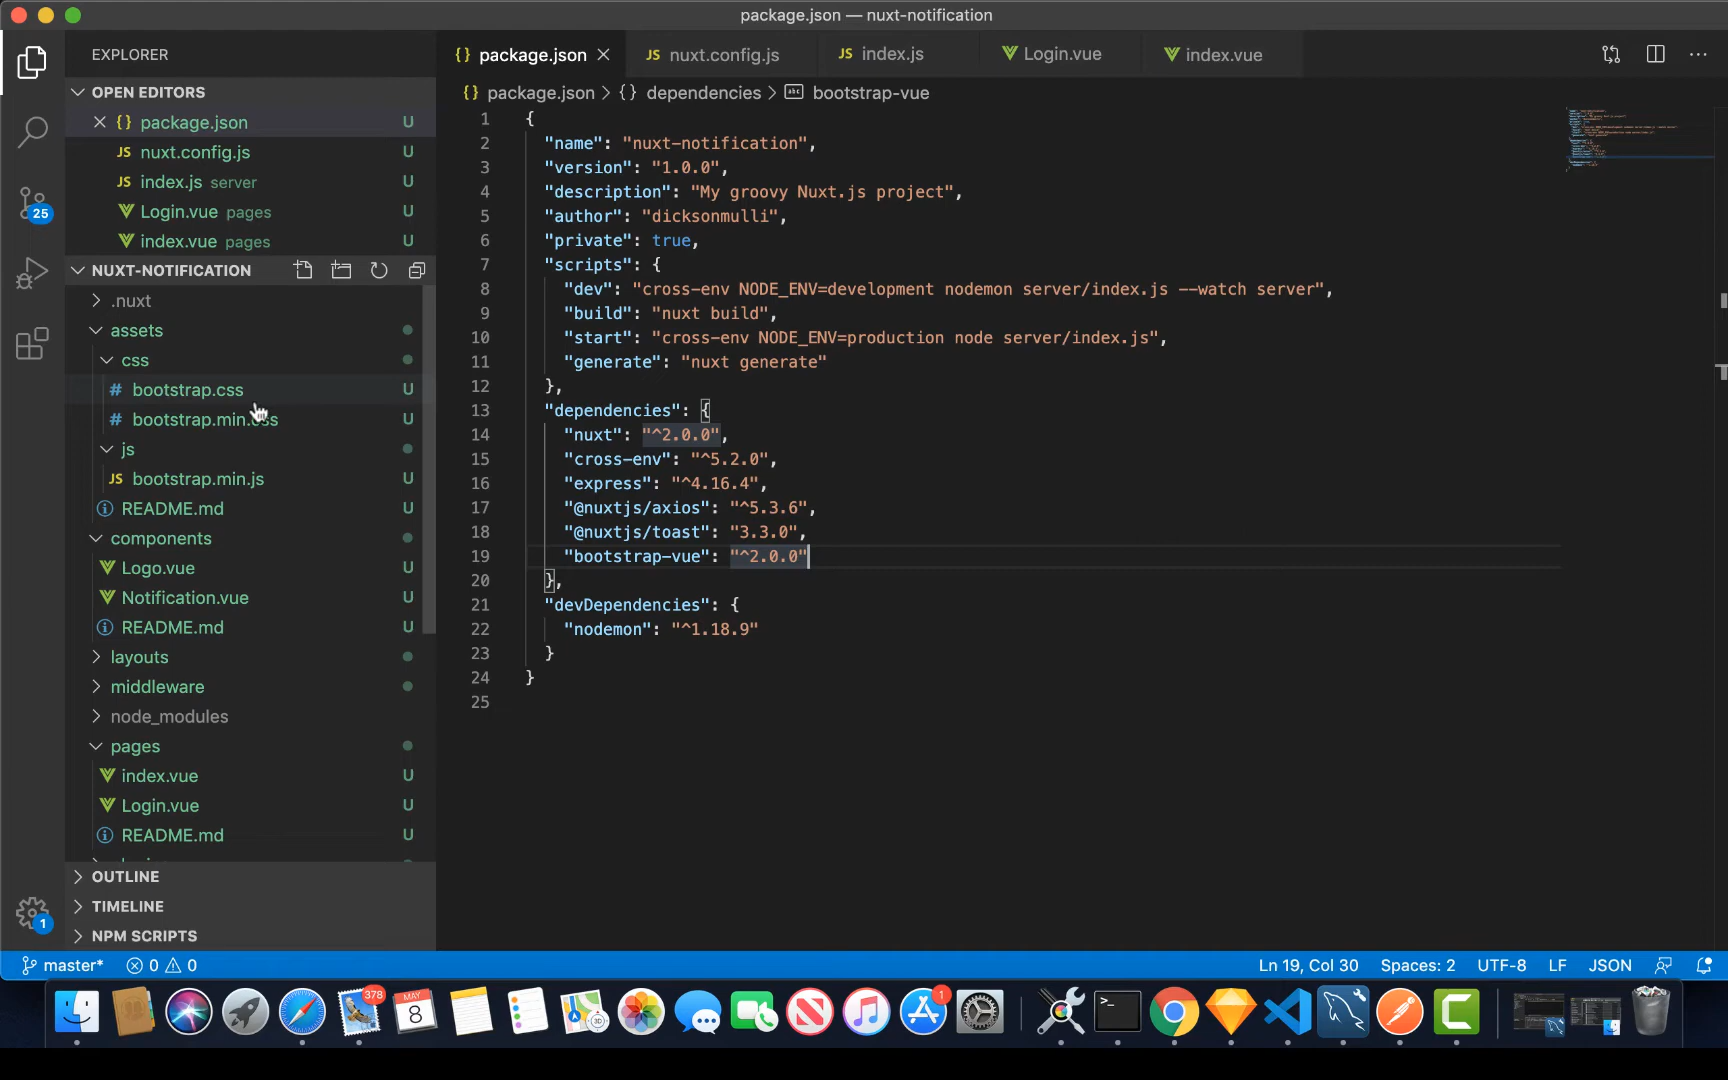 package.json — nuxt-notification
EXPLORER
{} package.json
JS nuxt.config.js
JS index.js
Login.vue
index.vue
OPEN EDITORS
{} package.json > {} dependencies > abc bootstrap-vue
{} package.json U
JS nuxt.config.js U
JS index.js server U
Login.vue pages U
index.vue pages U
NUXT-NOTIFICATION
.nuxt
assets
css
# bootstrap.css U
# bootstrap.min.css U
js
JS bootstrap.min.js U
README.md U
components
Logo.vue U
Notification.vue U
README.md U
layouts
middleware
node_modules
pages
index.vue U
Login.vue U
README.md U
OUTLINE
TIMELINE
NPM SCRIPTS
25
1
1 {
2 "name": "nuxt-notification",
3 "version": "1.0.0",
4 "description": "My groovy Nuxt.js project",
5 "author": "dicksonmulli",
6 "private": true,
7 "scripts": {
8 "dev": "cross-env NODE_ENV=development nodemon server/index.js --watch server",
9 "build": "nuxt build",
10 "start": "cross-env NODE_ENV=production node server/index.js",
11 "generate": "nuxt generate"
12 },
13 "dependencies": {
14 "nuxt": "^2.0.0",
15 "cross-env": "^5.2.0",
16 "express": "^4.16.4",
17 "@nuxtjs/axios": "^5.3.6",
18 "@nuxtjs/toast": "3.3.0",
19 "bootstrap-vue": "^2.0.0"
20 },
21 "devDependencies": {
22 "nodemon": "^1.18.9"
23 }
24 }
25
master* 0 0
Ln 19, Col 30 Spaces: 2 UTF-8 LF JSON
378
MAY
8
1